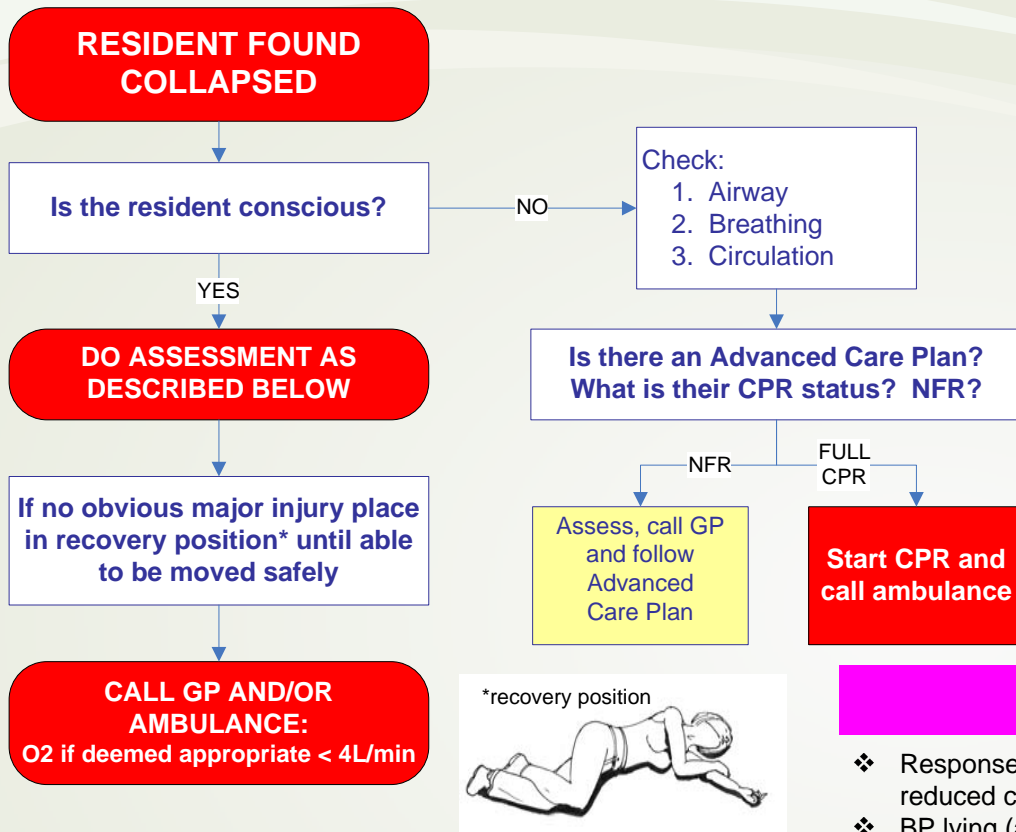 RESIDENT FOUND
COLLAPSED
Is the resident conscious?
NO
Check:
1. Airway
2. Breathing
3. Circulation
YES
DO ASSESSMENT AS
DESCRIBED BELOW
Is there an Advanced Care Plan?
What is their CPR status? NFR?
NFR
FULL
CPR
If no obvious major injury place
in recovery position* until able
to be moved safely
Assess, call GP
and follow
Advanced
Care Plan
Start CPR and
call ambulance
CALL GP AND/OR
AMBULANCE:
O2 if deemed appropriate < 4L/min
*recovery position
❖ Response
reduced c
❖ BP lying (